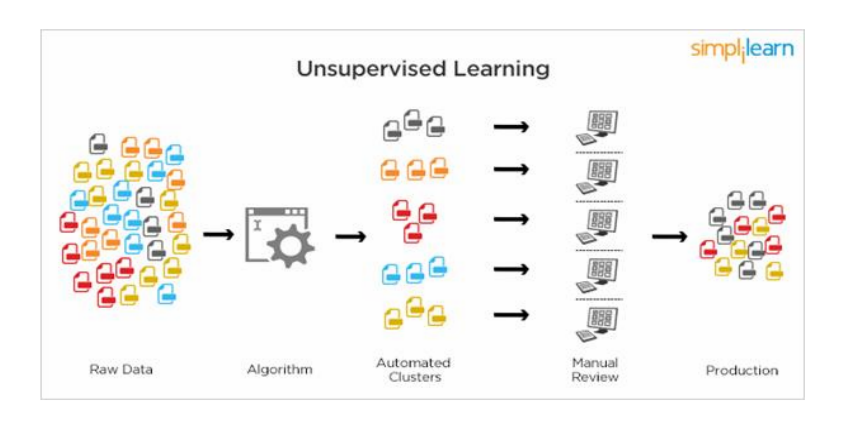 simplilearn
Unsupervised Learning
Raw Data
Algorithm
Automated
Clusters
Manual
Review
Production